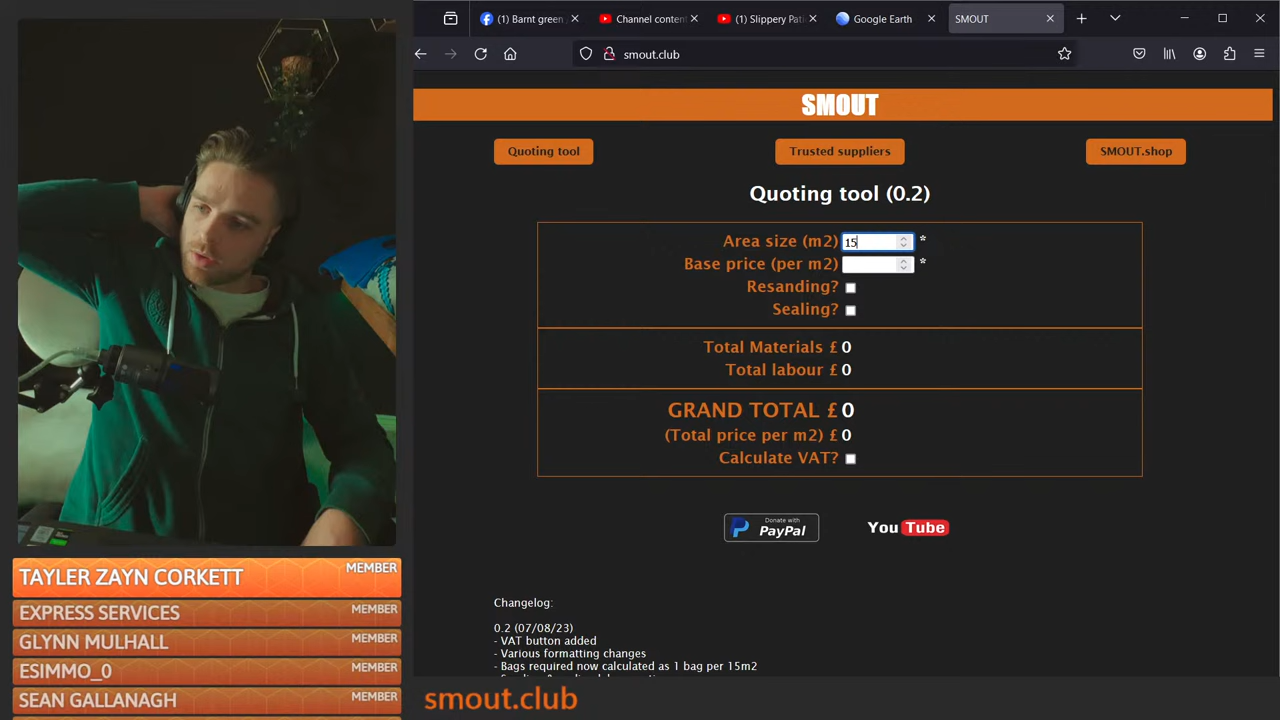 (1) Barnt green
Channel conten
(1) Slippery Pati
Google Earth
SMOUT
smout.club
SMOUT
Quoting tool
Trusted suppliers
SMOUT.shop
Quoting tool (0.2)
Area size (m2) 15 *
Base price (per m2) *
Resanding?
Sealing?
Total Materials £ 0
Total labour £ 0
GRAND TOTAL £ 0
(Total price per m2) £ 0
Calculate VAT?
Donate with
PayPal
YouTube
Changelog:
0.2 (07/08/23)
- VAT button added
- Various formatting changes
- Bags required now calculated as 1 bag per 15m2
TAYLER ZAYN CORKETT MEMBER
EXPRESS SERVICES MEMBER
GLYNN MULHALL MEMBER
ESIMMO_0 MEMBER
SEAN GALLANAGH MEMBER
smout.club